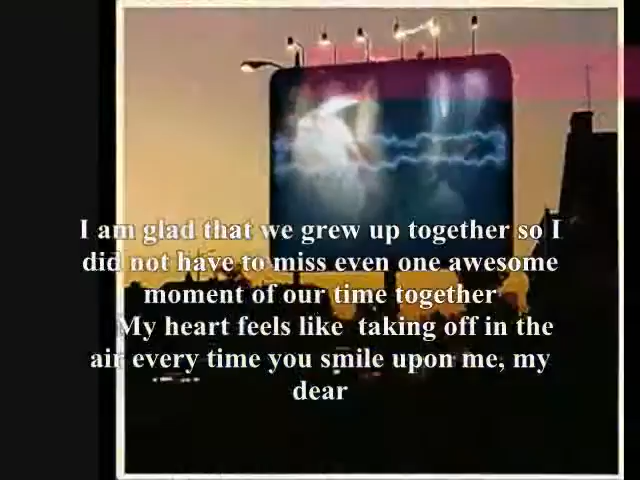 I am glad that we grew up together so I
did not have to miss even one awesome
moment of our time together
My heart feels like taking off in the
air every time you smile upon me, my
dear